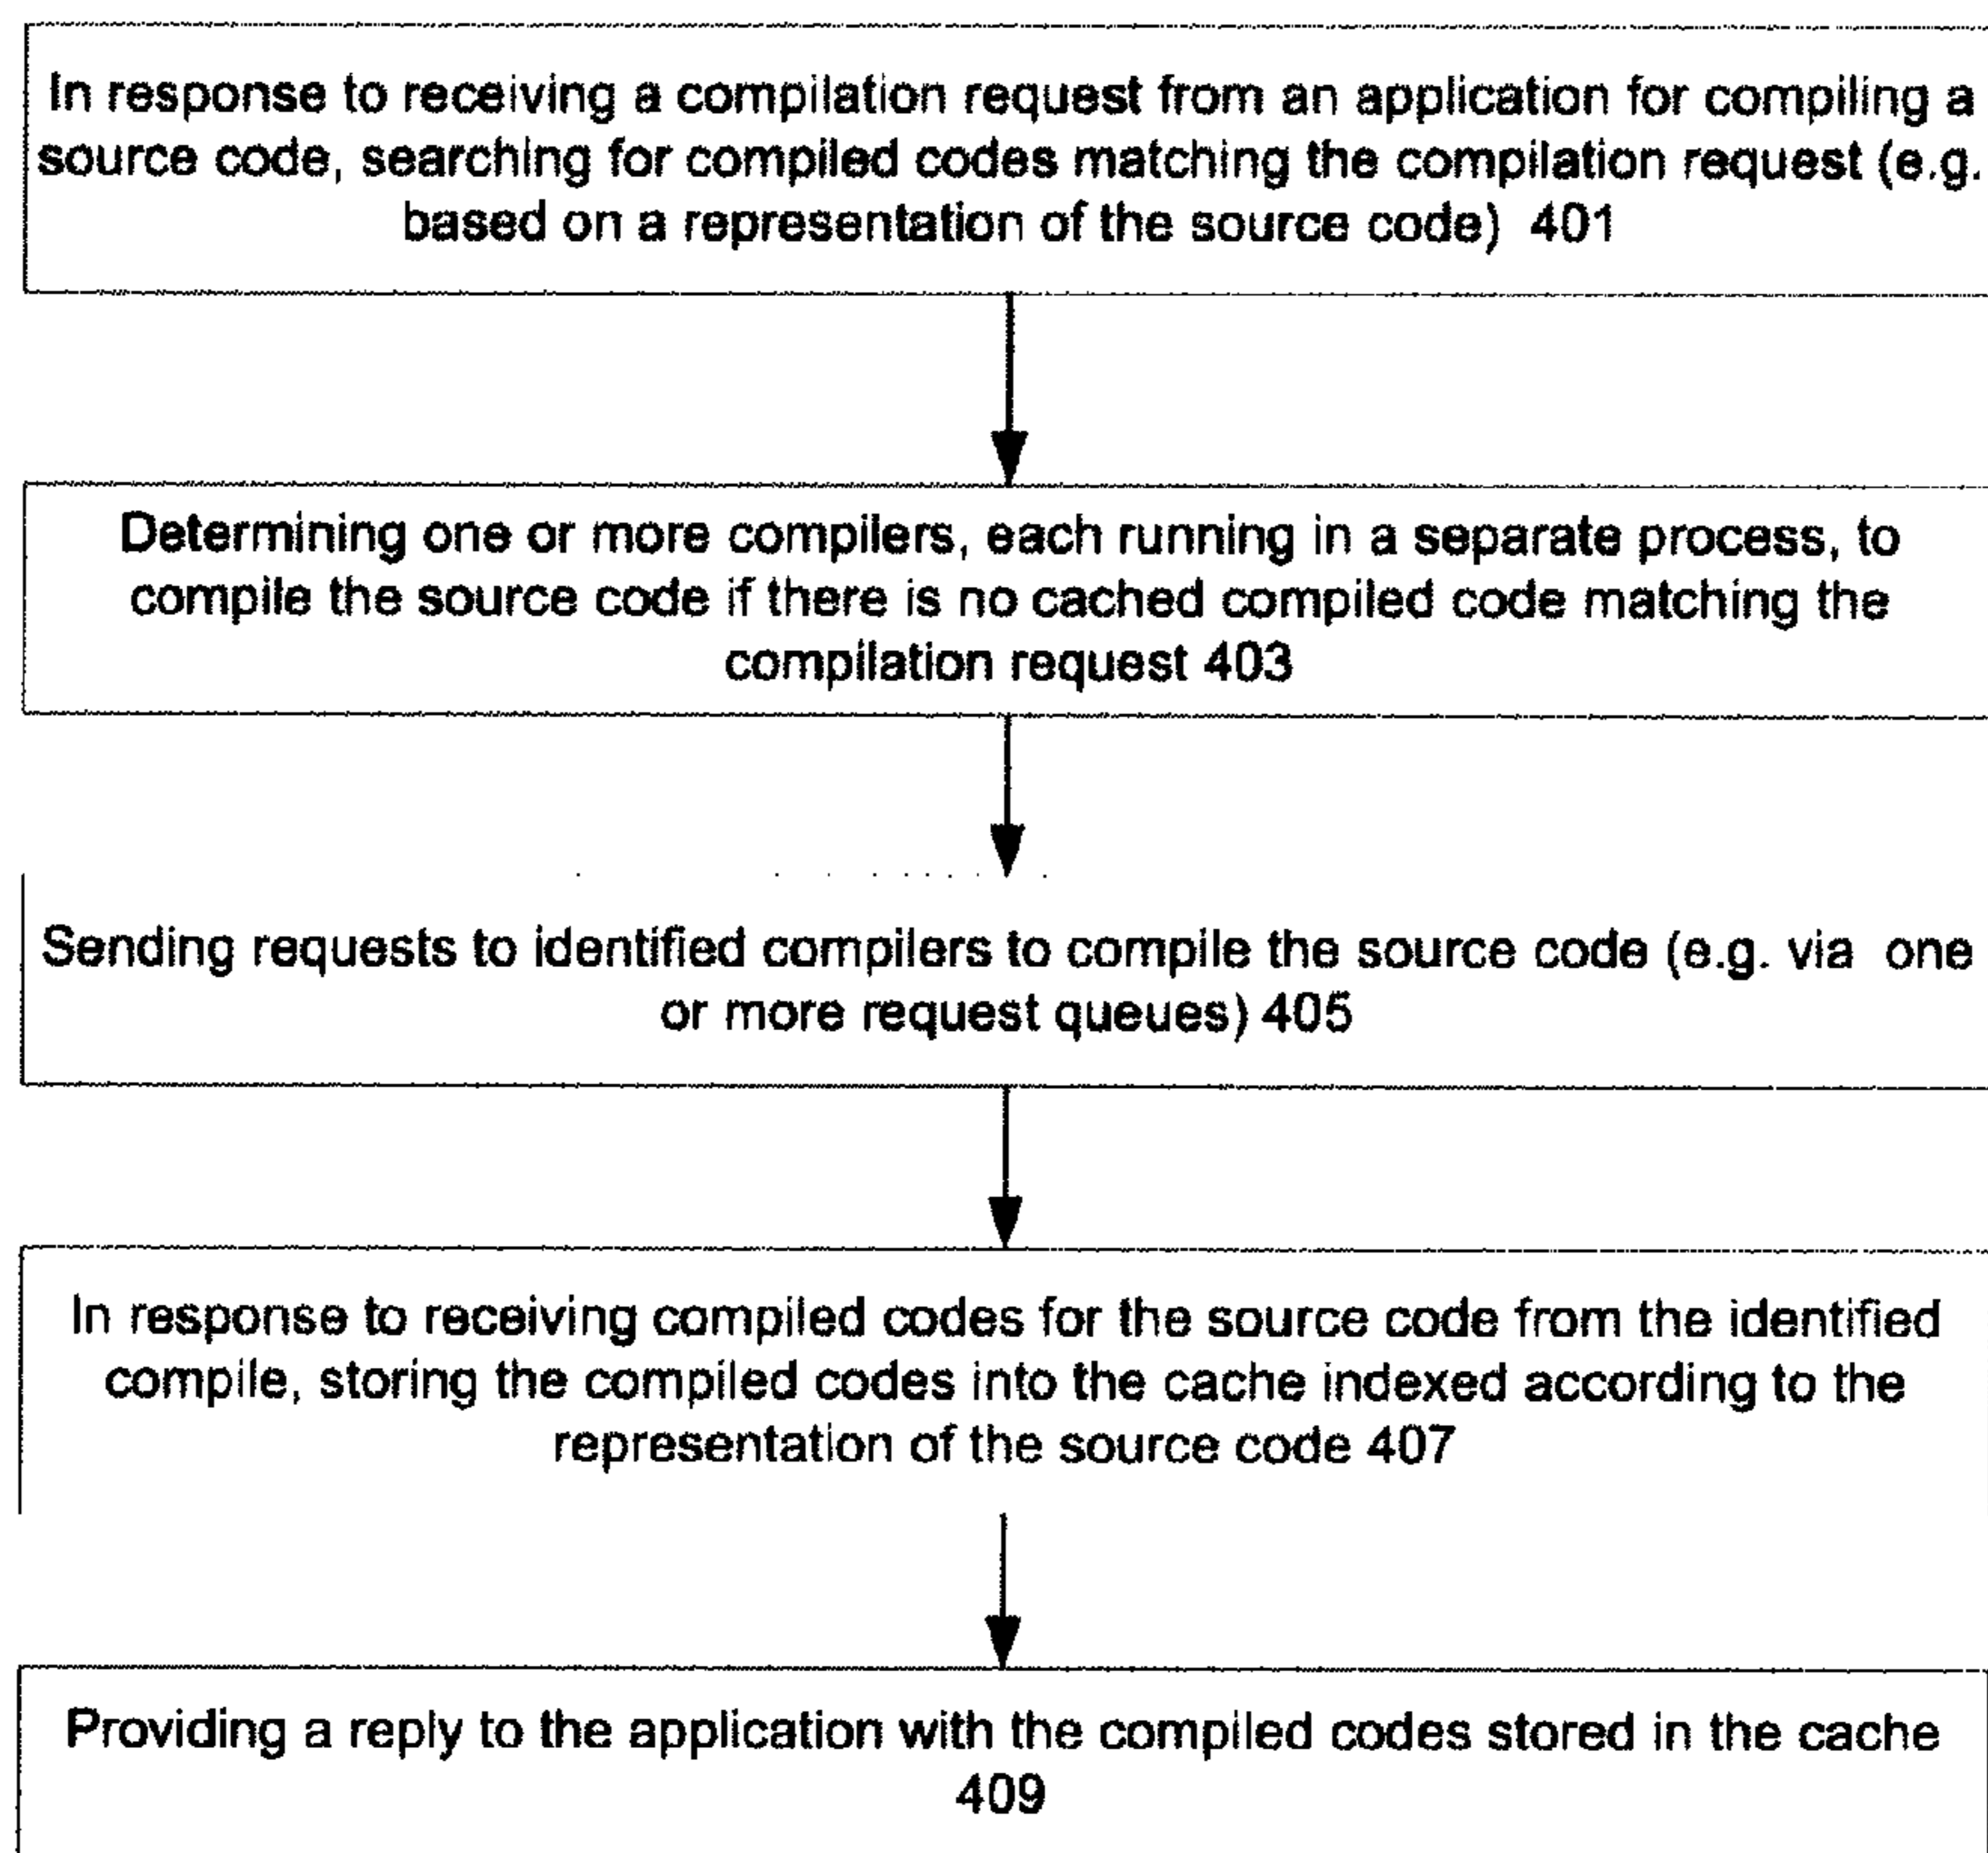 In response to receiving a compilation request from an application for compiling a
source code, searching for compiled codes matching the compilation request (e.g.
based on a representation of the source code) 401
Determining one or more compilers, each running in a separate process, to
compile the source code if there is no cached compiled code matching the
compilation request 403
Sending requests to identified compilers to compile the source code (e.g. via one
or more request queues) 405
In response to receiving compiled codes for the source code from the identified
compile, storing the compiled codes into the cache indexed according to the
representation of the source code 407
Providing a reply to the application with the compiled codes stored in the cache
409